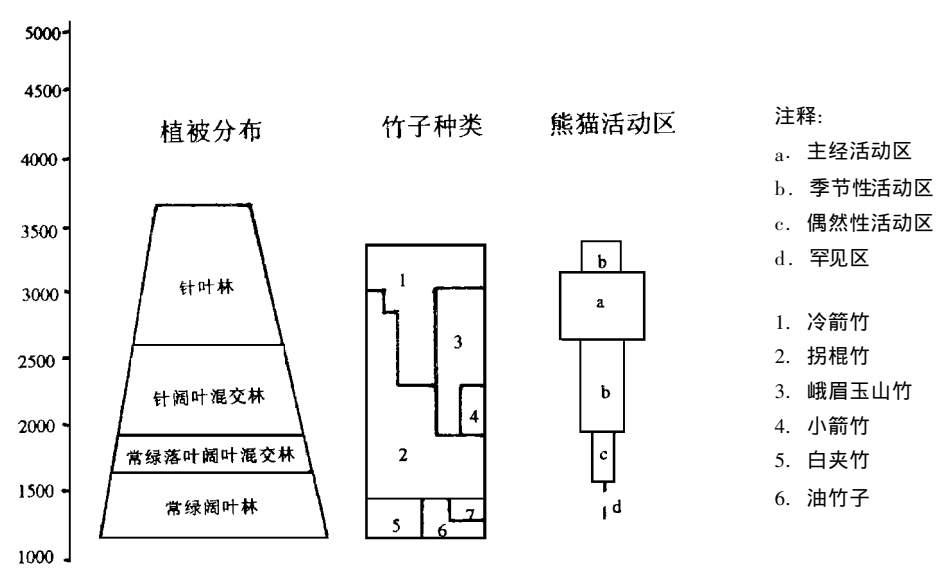 5000
4500
4000
3500
3000
2500
2000
1500
1000
植被分布
针叶林
针阔叶混交林
常绿落叶阔叶混交林
常绿阔叶林
竹子种类
1
3
4
2
5
6
7
熊猫活动区
b
a
b
c
d
注释:
a. 主经活动区
b. 季节性活动区
c. 偶然性活动区
d. 罕见区
1. 冷箭竹
2. 拐棍竹
3. 峨眉玉山竹
4. 小箭竹
5. 白夹竹
6. 油竹子